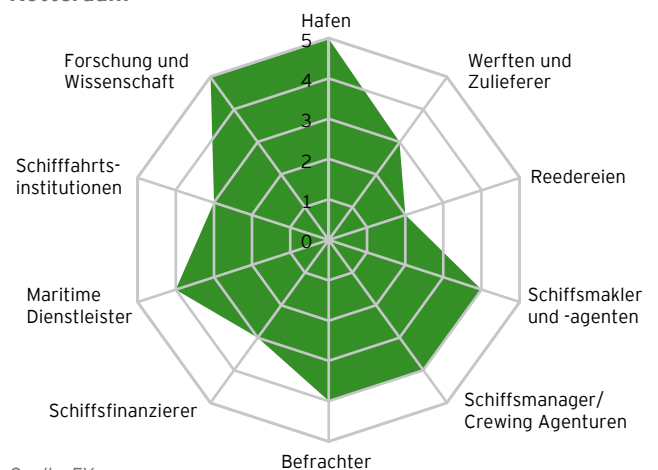 Hafen
5
4
3
2
1
0
Werften und
Zulieferer
Reedereien
Schiffsmakler
und -agenten
Schiffsmanager/
Crewing Agenturen
Befrachter
Schiffsfinanzierer
Maritime
Dienstleister
Schifffahrts-
institutionen
Forschung und
Wissenschaft